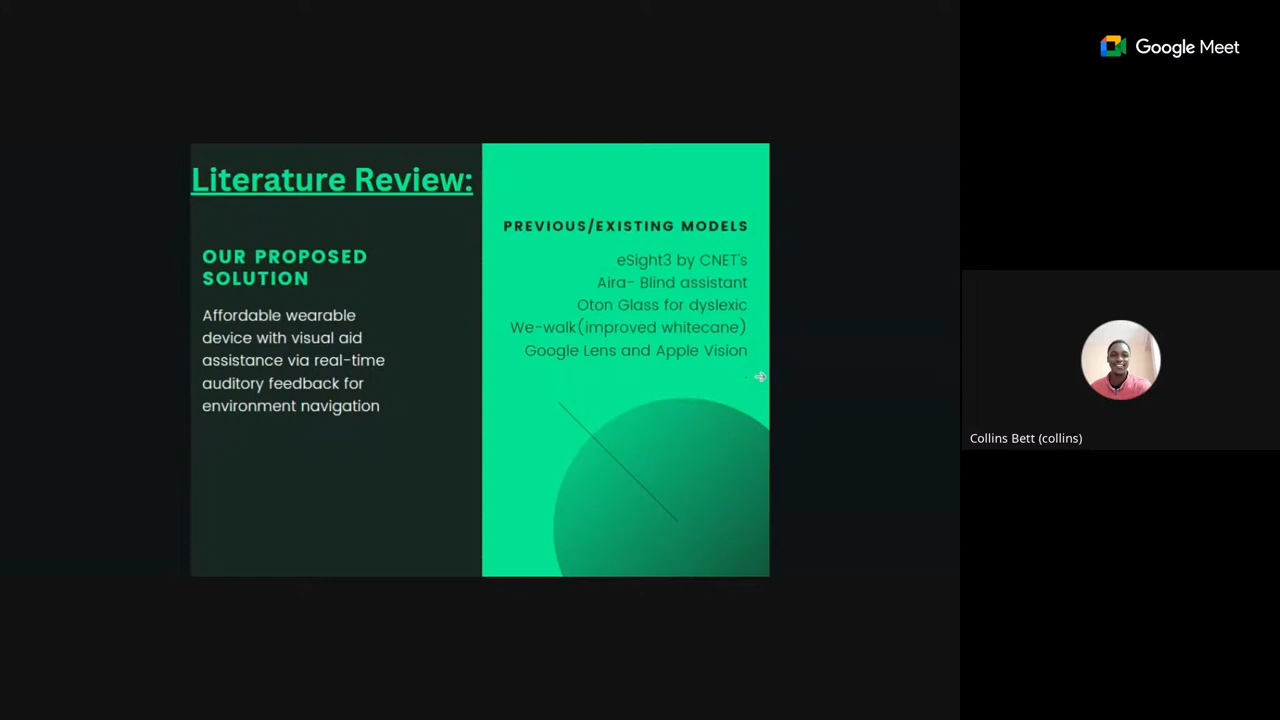 Google Meet
Literature Review:
OUR PROPOSED
SOLUTION
Affordable wearable
device with visual aid
assistance via real-time
auditory feedback for
environment navigation
PREVIOUS/EXISTING MODELS
eSight3 by CNET's
Aira- Blind assistant
Oton Glass for dyslexic
We-walk(improved whitecane)
Google Lens and Apple Vision
Collins Bett (collins)